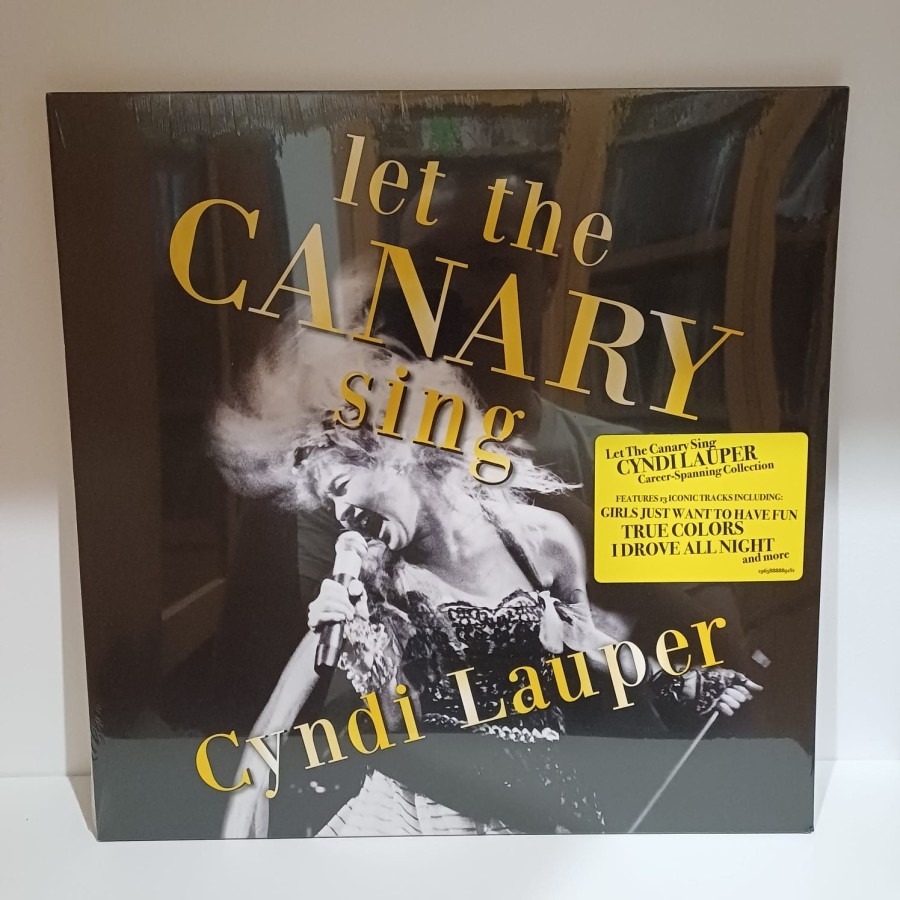 let the
CANARY
sing
Let The Canary Sing
CYNDI LAUPER
Career-Spanning Collection
FEATURES 13 ICONIC TRACKS INCLUDING:
GIRLS JUST WANT TO HAVE FUN
TRUE COLORS
I DROVE ALL NIGHT
and more
Cyndi Lauper